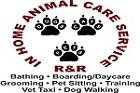 IN HOME ANIMAL CARE SERVICE
R&R
Bathing • Boarding/Daycare
Grooming • Pet Sitting • Training
Vet Taxi • Dog Walking